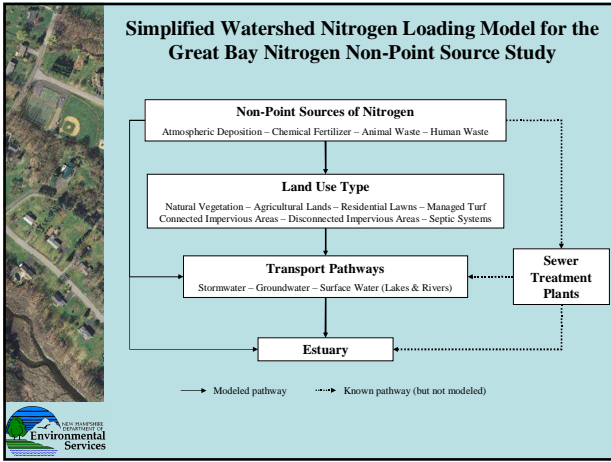 Simplified Watershed Nitrogen Loading Model for the
Great Bay Nitrogen Non-Point Source Study
Non-Point Sources of Nitrogen
Atmospheric Deposition – Chemical Fertilizer – Animal Waste – Human Waste
Land Use Type
Natural Vegetation – Agricultural Lands – Residential Lawns – Managed Turf
Connected Impervious Areas – Disconnected Impervious Areas – Septic Systems
Transport Pathways
Stormwater – Groundwater – Surface Water (Lakes & Rivers)
Sewer
Treatment
Plants
Estuary
Modeled pathway
Known pathway (but not modeled)
NEW HAMPSHIRE
DEPARTMENT OF
Environmental
Services